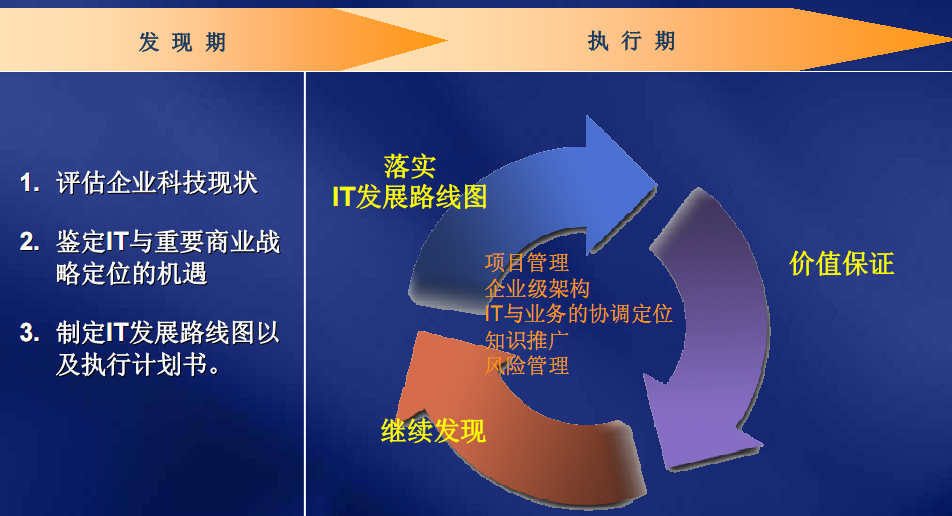 发现期
执行期
1. 评估企业科技现状
2. 鉴定IT与重要商业战
略定位的机遇
3. 制定IT发展路线图以
及执行计划书。
落实
IT发展路线图
价值保证
项目管理
企业级架构
IT与业务的协调定位
知识推广
风险管理
继续发现